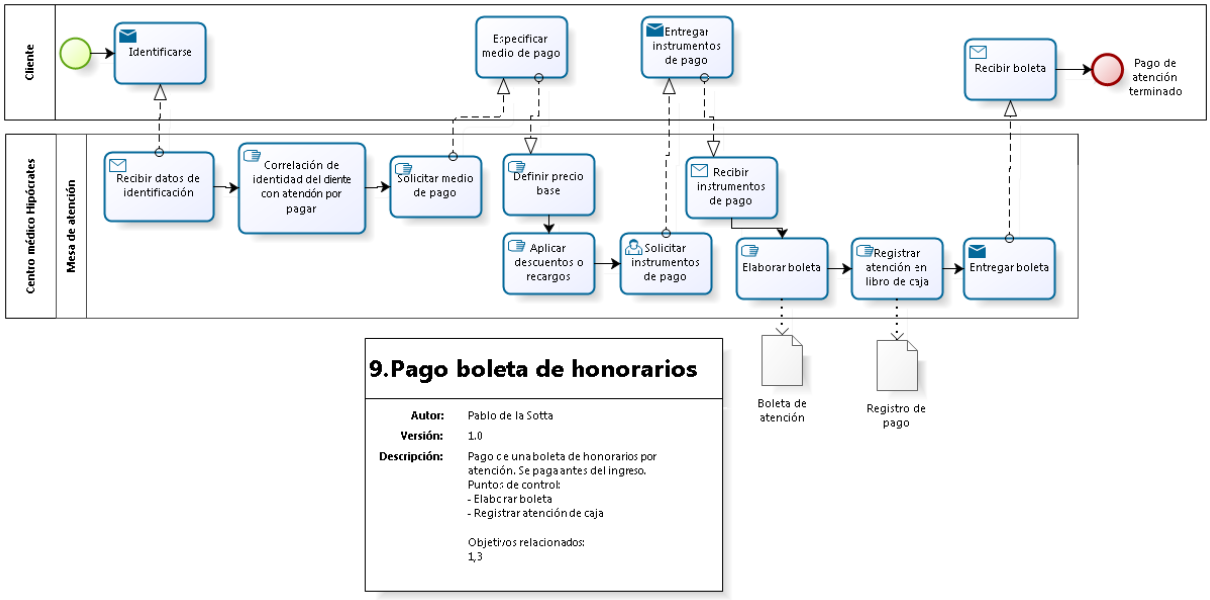 Cliente
Identificarse
Especificar
medio de pago
Entregar
instrumentos
de pago
Recibir boleta
Pago de
atención
terminado
Centro médico Hipócrates
Mesa de atención
Recibir datos de
identificación
Correlación de
identidad del cliente
con atención por
pagar
Solicitar medio
de pago
Definir precio
base
Recibir
instrumentos
de pago
Aplicar
descuentos o
recargos
Solicitar
instrumentos
de pago
Elaborar boleta
Registrar
atención en
libro de caja
Entregar boleta
Boleta de
atención
Registro de
pago
9.Pago boleta de honorarios
Autor: Pablo de la Sotta
Versión: 1.0
Descripción: Pago de una boleta de honorarios por
atención. Se paga antes del ingreso.
Puntos de control:
- Elaborar boleta
- Registrar atención de caja
Objetivos relacionados:
1,3